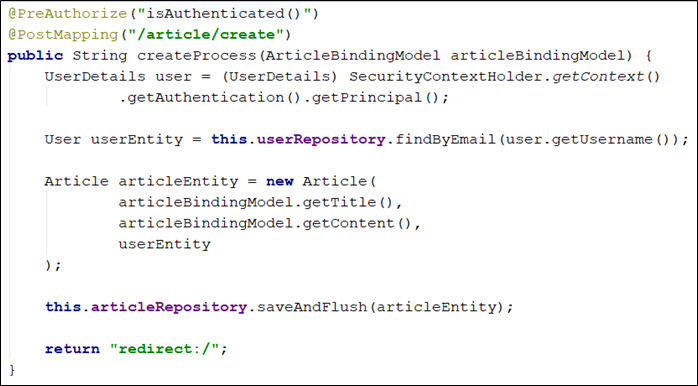 @PreAuthorize("isAuthenticated()")
@PostMapping("/article/create")
public String createProcess(ArticleBindingModel articleBindingModel) {
    UserDetails user = (UserDetails) SecurityContextHolder.getContext()
            .getAuthentication().getPrincipal();

    User userEntity = this.userRepository.findByEmail(user.getUsername());

    Article articleEntity = new Article(
            articleBindingModel.getTitle(),
            articleBindingModel.getContent(),
            userEntity
    );

    this.articleRepository.saveAndFlush(articleEntity);

    return "redirect:/";
}